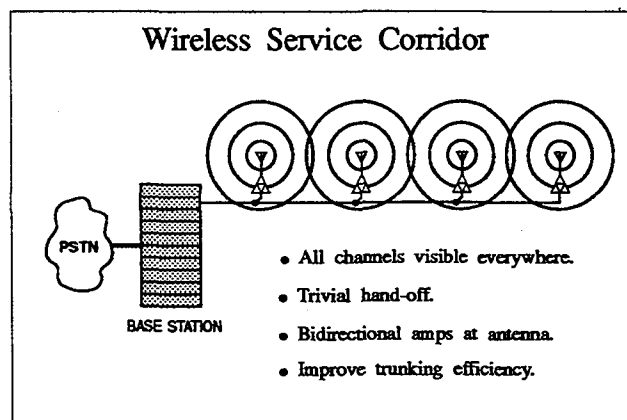 Wireless Service Corridor
PSTN
BASE STATION
• All channels visible everywhere.
• Trivial hand-off.
• Bidirectional amps at antenna.
• Improve trunking efficiency.